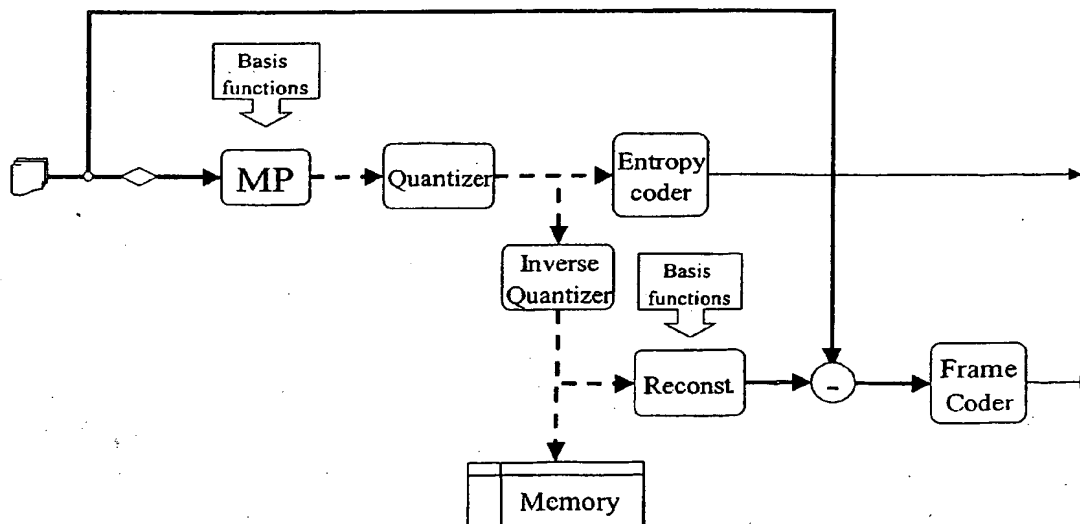 Basis
functions
MP
Quantizer
Entropy
coder
Inverse
Quantizer
Basis
functions
Reconst.
-
Frame
Coder
Memory